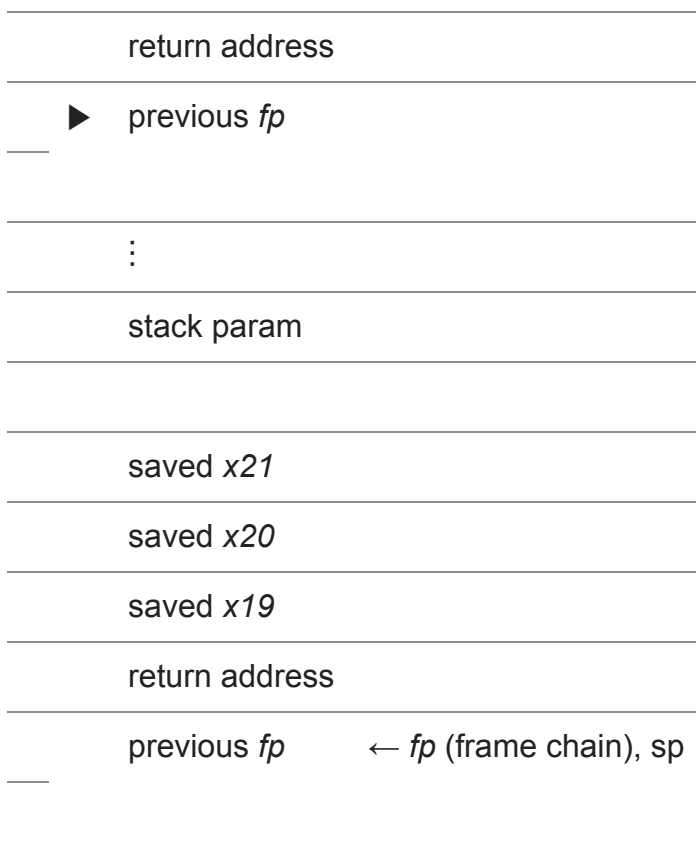 return address
▶ previous fp
⋮
stack param
saved x21
saved x20
saved x19
return address
previous fp ← fp (frame chain), sp